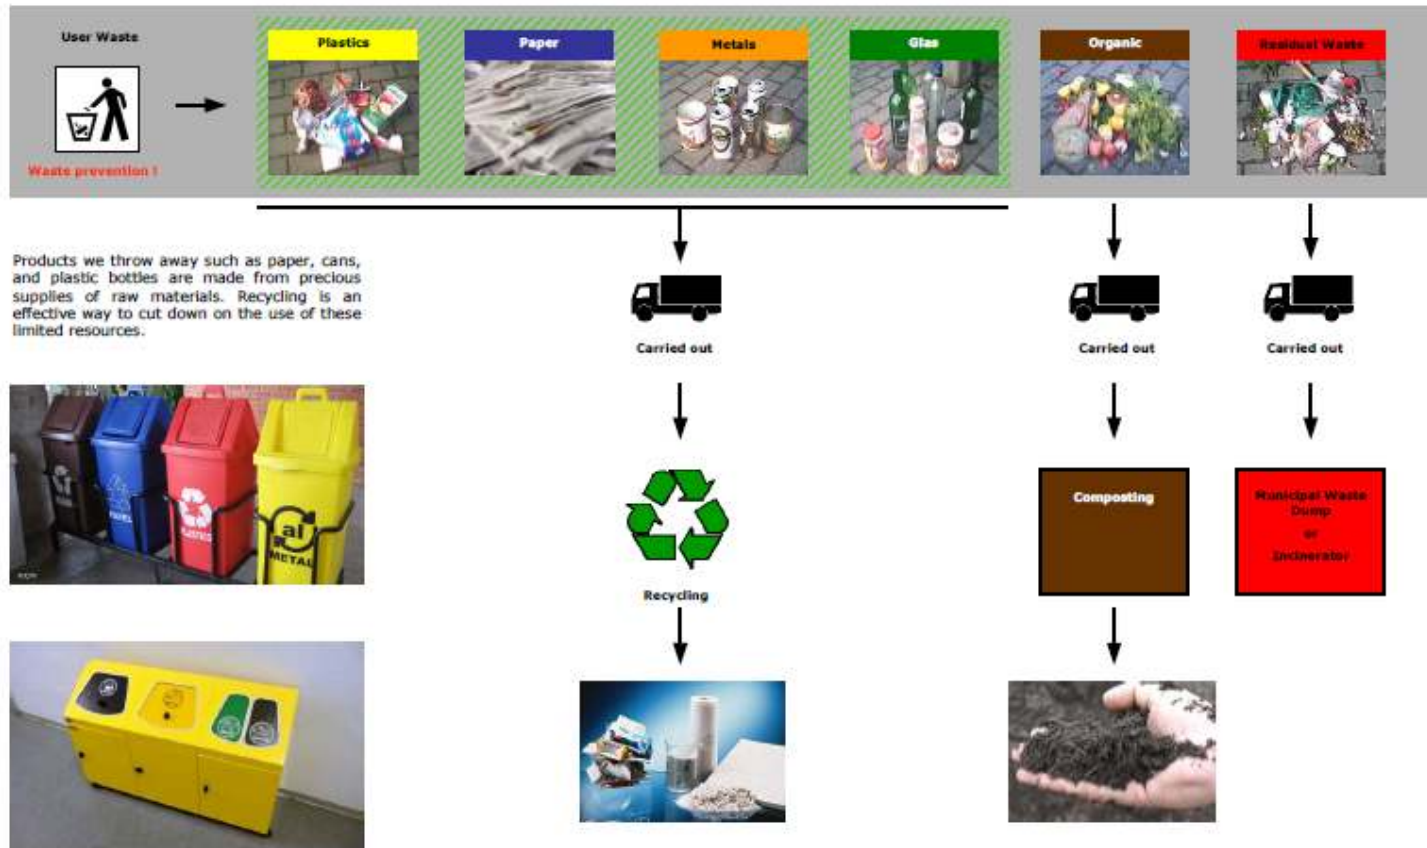 User Waste
Plastics
Paper
Metals
Glas
Organic
Residual Waste
Waste prevention !
Products we throw away such as paper, cans,
and plastic bottles are made from precious
supplies of raw materials. Recycling is an
effective way to cut down on the use of these
limited resources.
Carried out
Carried out
Carried out
PLASTICO
al
METAL
Composting
Municipal Waste
Dump
or
Incinerator
Recycling